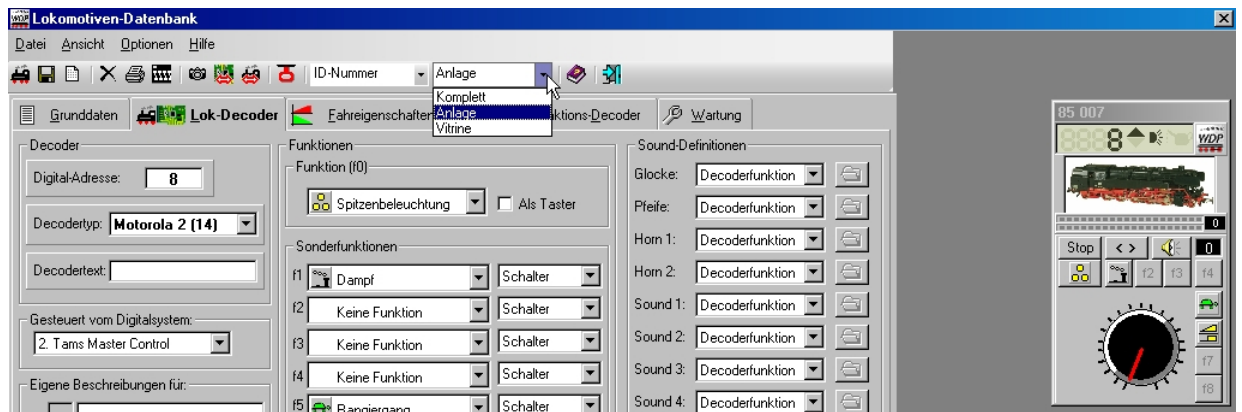 Lokomotiven-Datenbank
Datei Ansicht Optionen Hilfe
ID-Nummer Anlage
Komplett
Anlage
Vitrine
Grunddaten Lok-Decoder Fahreigenschaften ktions-Decoder Wartung
Decoder
Digital-Adresse: 8
Decodertyp: Motorola 2 (14)
Decodertext:
Gesteuert vom Digitalsystem:
2. Tams Master Control
Eigene Beschreibungen für:
Funktionen
Funktion (f0)
Spitzenbeleuchtung Als Taster
Sonderfunktionen
f1 Dampf Schalter
f2 Keine Funktion Schalter
f3 Keine Funktion Schalter
f4 Keine Funktion Schalter
f5 Rangiergang Schalter
Sound-Definitionen
Glocke: Decoderfunktion
Pfeife: Decoderfunktion
Horn 1: Decoderfunktion
Horn 2: Decoderfunktion
Sound 1: Decoderfunktion
Sound 2: Decoderfunktion
Sound 3: Decoderfunktion
Sound 4: Decoderfunktion
85 007
8 WDP
0
Stop < > 0
f2 f3 f4
f7
f8